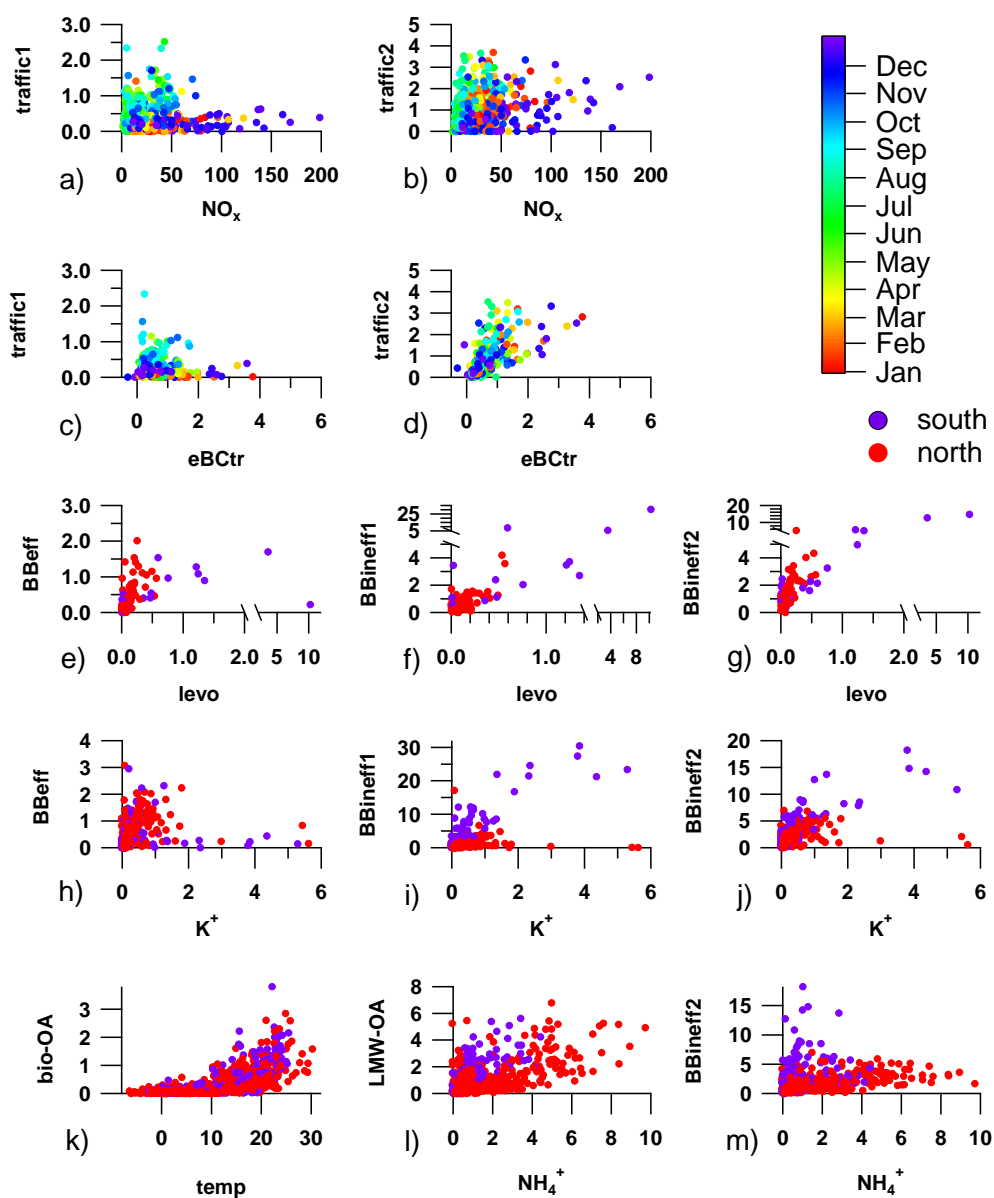 3.0
2.0
1.0
0.0
traffic1
0 50 100 150 200
a)
NOx
5
4
3
2
1
0
traffic2
0 50 100 150 200
b)
NOx
Dec
Nov
Oct
Sep
Aug
Jul
Jun
May
Apr
Mar
Feb
Jan
south
north
3.0
2.0
1.0
0.0
traffic1
0 2 4 6
c)
eBCtr
5
4
3
2
1
0
traffic2
0 2 4 6
d)
eBCtr
3.0
2.0
1.0
0.0
BBeff
0.0 1.0 2.0 5 10
e)
levo
25
5
4
2
0
BBineff1
0.0 1.0 4 8
f)
levo
20
10
4
2
0
BBineff2
0.0 1.0 2.0 5 10
g)
levo
4
3
2
1
0
BBeff
0 2 4 6
h)
K+
30
20
10
0
BBineff1
0 2 4 6
i)
K+
20
15
10
5
0
BBineff2
0 2 4 6
j)
K+
3
2
1
0
bio-OA
0 10 20 30
k)
temp
8
6
4
2
0
LMW-OA
0 2 4 6 8 10
l)
NH4+
15
10
5
0
BBineff2
0 2 4 6 8 10
m)
NH4+